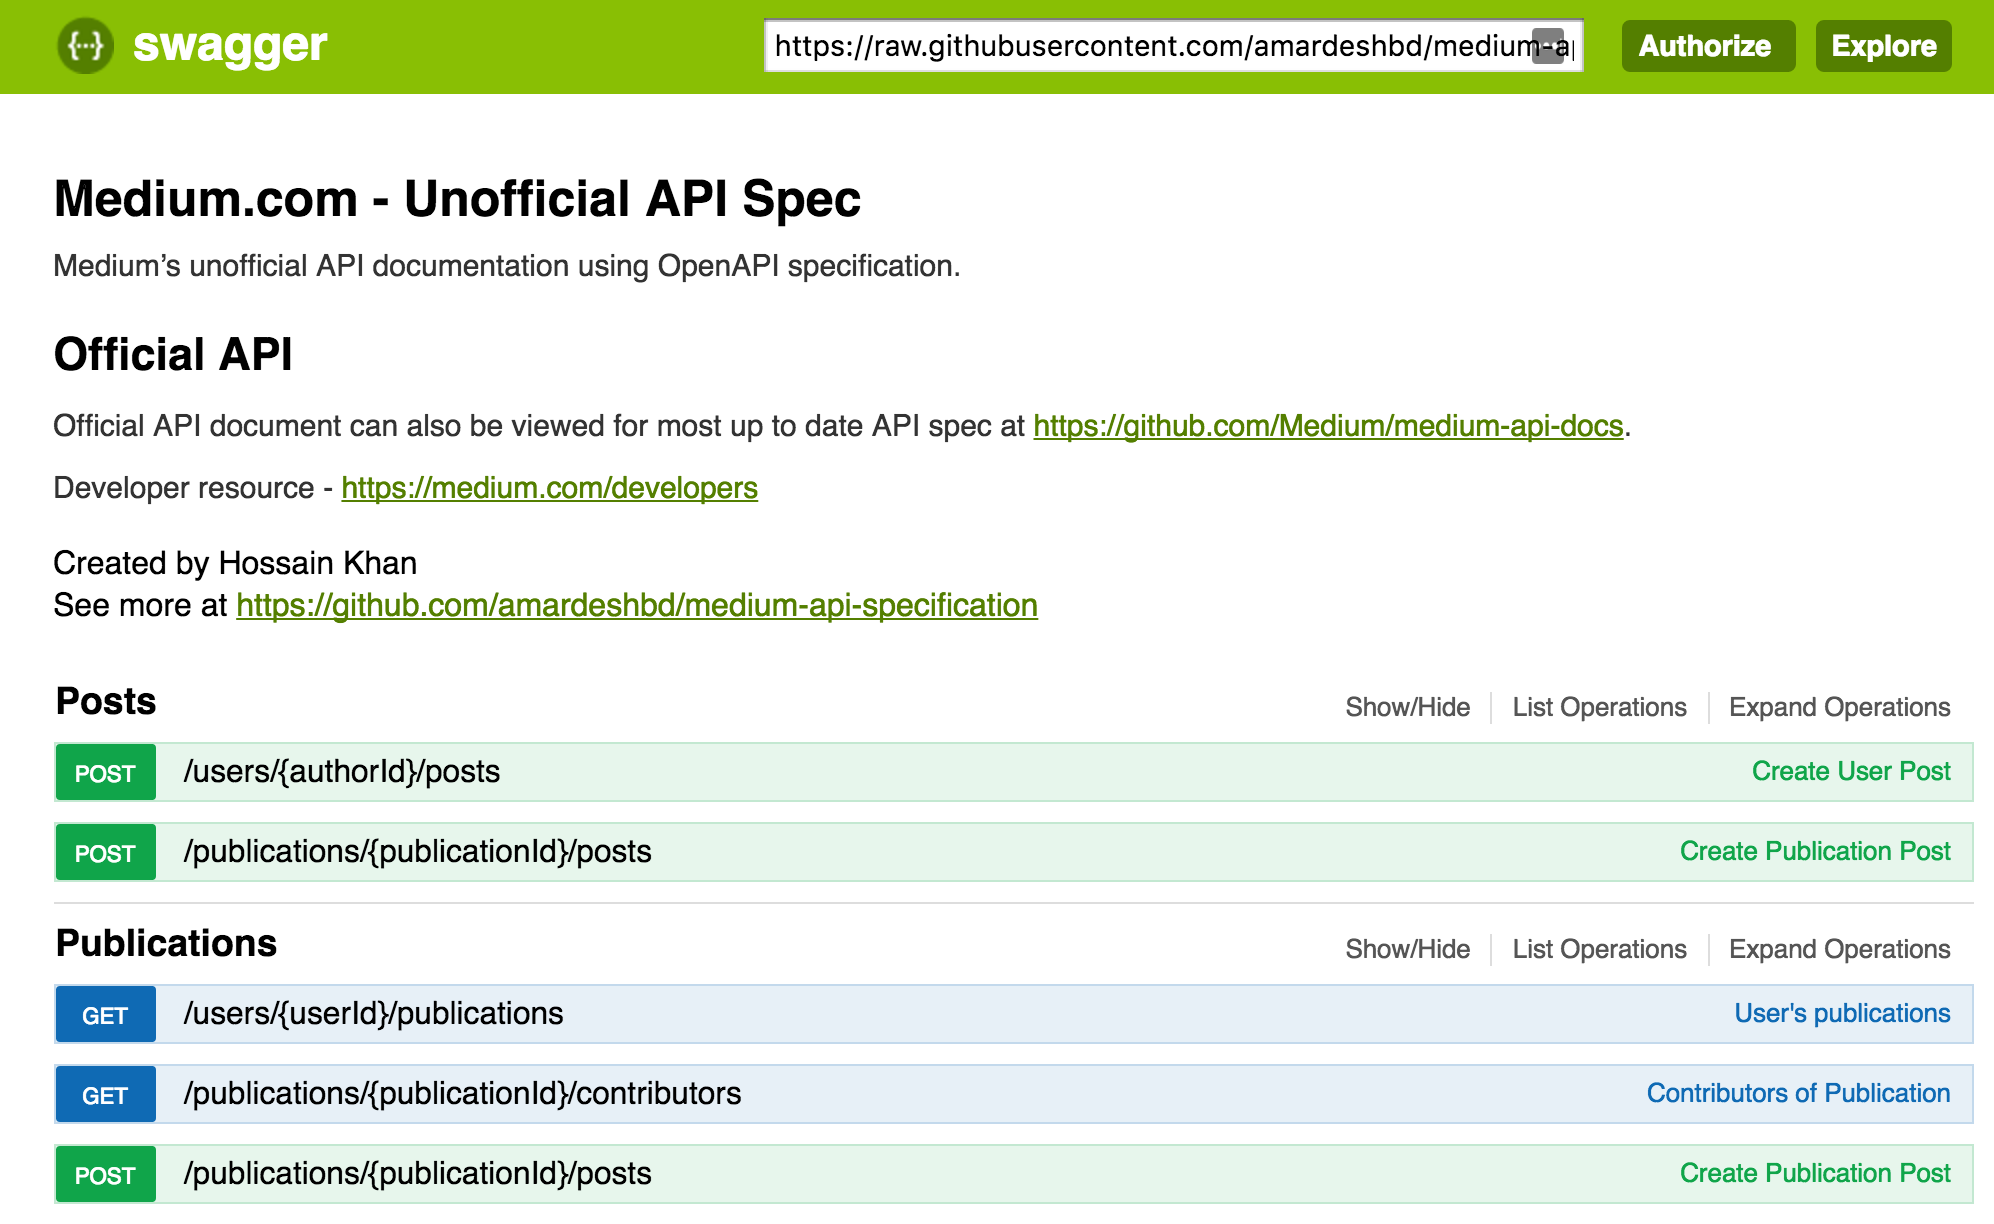 {···} swagger
https://raw.githubusercontent.com/amardeshbd/medium-ap
Authorize
Explore
Medium.com - Unofficial API Spec
Medium’s unofficial API documentation using OpenAPI specification.
Official API
Official API document can also be viewed for most up to date API spec at https://github.com/Medium/medium-api-docs.
Developer resource - https://medium.com/developers
Created by Hossain Khan
See more at https://github.com/amardeshbd/medium-api-specification
Posts
Show/Hide
List Operations
Expand Operations
POST /users/{authorId}/posts Create User Post
POST /publications/{publicationId}/posts Create Publication Post
Publications
Show/Hide
List Operations
Expand Operations
GET /users/{userId}/publications User's publications
GET /publications/{publicationId}/contributors Contributors of Publication
POST /publications/{publicationId}/posts Create Publication Post